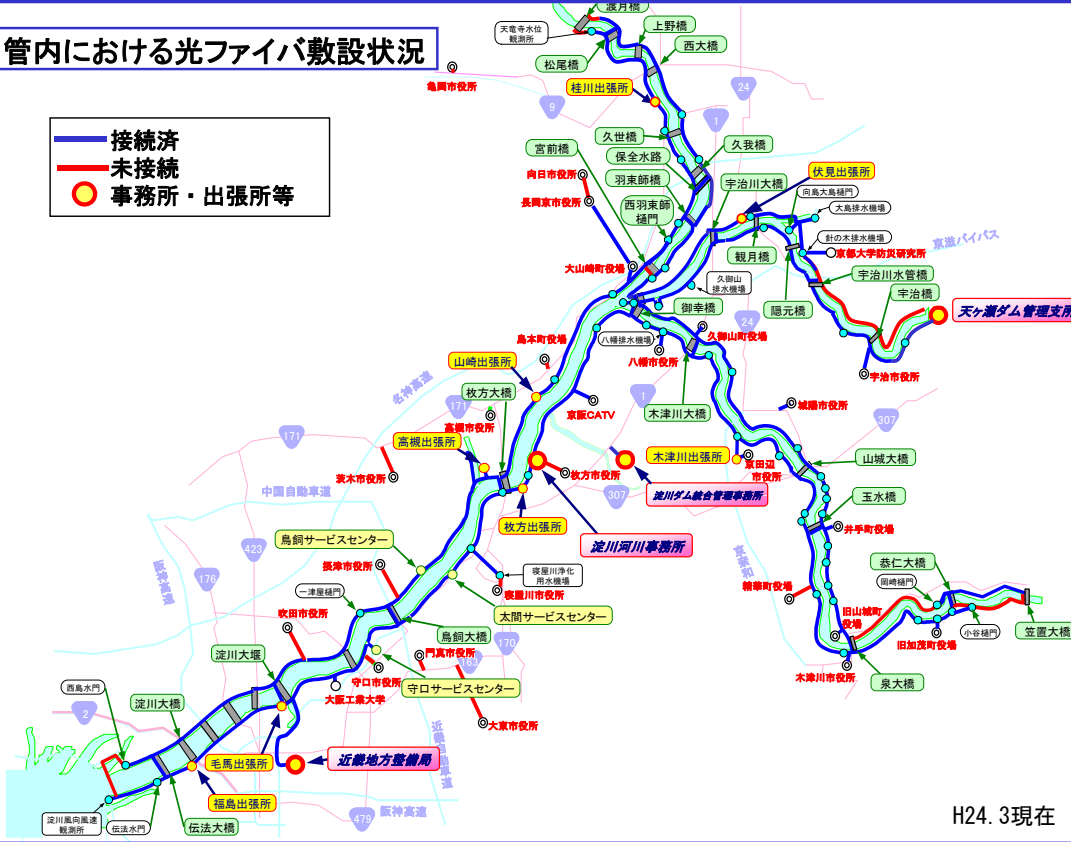 管内における光ファイバ敷設状況
接続済
未接続
事務所・出張所等
渡月橋
天竜寺水位
観測所
上野橋
西大橋
松尾橋
亀岡市役所
桂川出張所
9
24
1
久世橋
久我橋
保全水路
宮前橋
羽束師橋
宇治川大橋
伏見出張所
向日市役所
長岡京市役所
西羽束師
樋門
向島大島樋門
大島排水機場
針の木排水機場
京都大学防災研究所
京滋バイパス
観月橋
大山崎町役場
久御山
排水機場
隠元橋
宇治川水管橋
宇治橋
天ヶ瀬ダム管理支所
御幸橋
24
久御山町役場
八幡排水機場
八幡市役所
宇治市役所
島本町役場
山崎出張所
名神高速
枚方大橋
171
高槻市役所
京阪CATV
1
木津川大橋
城陽市役所
307
171
高槻出張所
木津川出張所
京田辺
市役所
山城大橋
茨木市役所
枚方市役所
淀川ダム統合管理事務所
307
中国自動車道
玉水橋
枚方出張所
淀川河川事務所
井手町役場
鳥飼サービスセンター
423
京奈和
阪神高速
176
摂津市役所
寝屋川浄化
用水機場
恭仁大橋
岡崎樋門
精華町役場
一津屋樋門
寝屋川市役所
太間サービスセンター
吹田市役所
旧山城町
役場
小谷樋門
笠置大橋
鳥飼大橋
170
旧加茂町役場
淀川大堰
門真市役所
163
守口市役所
木津川市役所
泉大橋
西島水門
守口サービスセンター
大阪工業大学
淀川大橋
2
大東市役所
近畿自動車道
毛馬出張所
近畿地方整備局
福島出張所
淀川風向風速
観測所
伝法水門
伝法大橋
479
阪神高速
H24.3現在